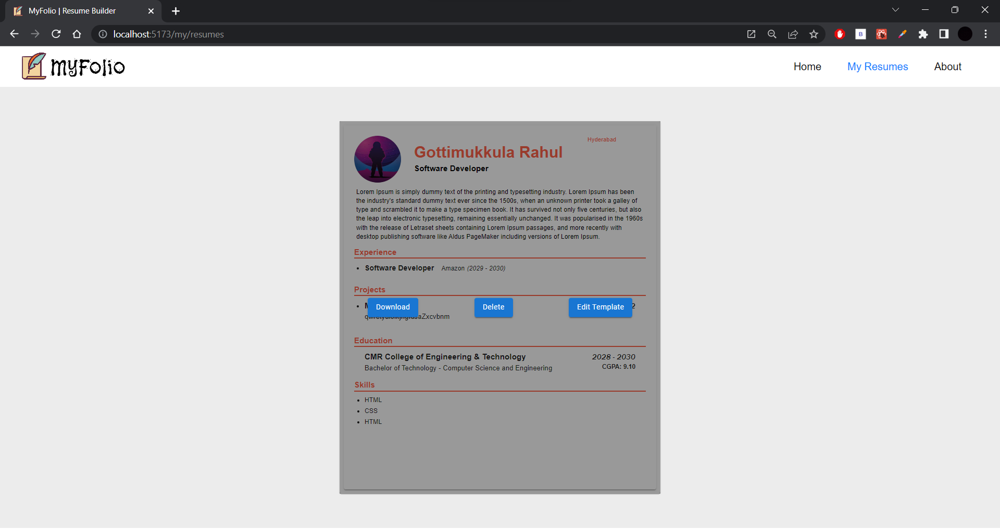 MyFolio | Resume Builder
localhost:5173/my/resumes
B
MyFolio
Home
My Resumes
About
Hyderabad
Gottimukkula Rahul
Software Developer
Lorem Ipsum is simply dummy text of the printing and typesetting industry. Lorem Ipsum has been
the industry's standard dummy text ever since the 1500s, when an unknown printer took a galley of
type and scrambled it to make a type specimen book. It has survived not only five centuries, but also
the leap into electronic typesetting, remaining essentially unchanged. It was popularised in the 1960s
with the release of Letraset sheets containing Lorem Ipsum passages, and more recently with
desktop publishing software like Aldus PageMaker including versions of Lorem Ipsum.
Experience
• Software Developer Amazon (2029 - 2030)
Projects
Download
Delete
Edit Template
Education
CMR College of Engineering & Technology 2028 - 2030
Bachelor of Technology - Computer Science and Engineering CGPA: 9.10
Skills
• HTML
• CSS
• HTML